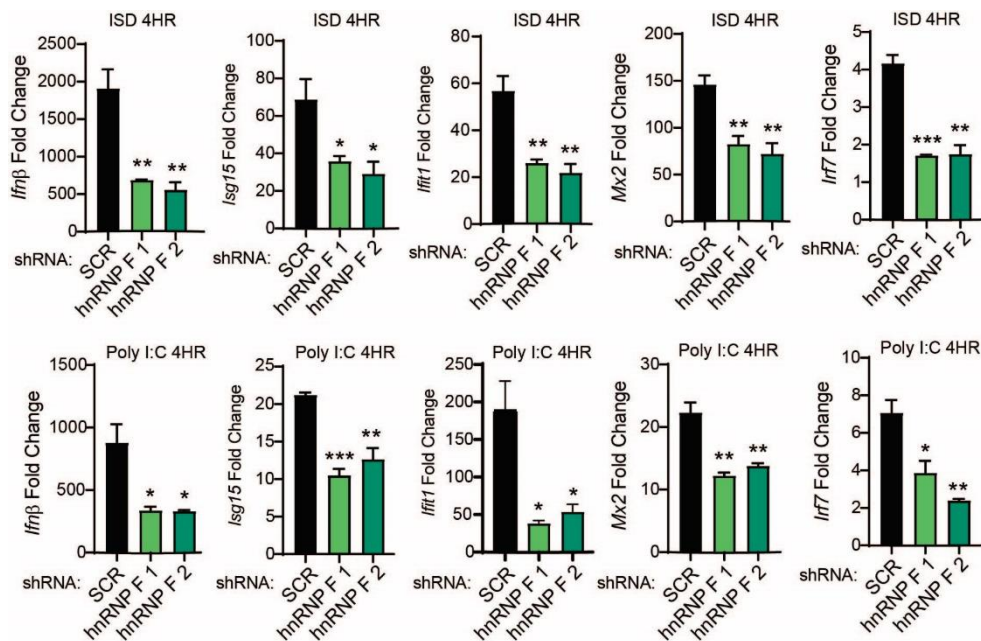 ISD 4HR
Ifnβ Fold Change
2500
2000
1500
1000
500
0
** **
shRNA:
SCR
hnRNP F 1
hnRNP F 2
ISD 4HR
Isg15 Fold Change
80
60
40
20
0
* *
shRNA:
SCR
hnRNP F 1
hnRNP F 2
ISD 4HR
Ifit1 Fold Change
80
60
40
20
0
** **
shRNA:
SCR
hnRNP F 1
hnRNP F 2
ISD 4HR
Mx2 Fold Change
200
150
100
50
0
** **
shRNA:
SCR
hnRNP F 1
hnRNP F 2
ISD 4HR
Irf7 Fold Change
5
4
3
2
1
0
*** **
shRNA:
SCR
hnRNP F 1
hnRNP F 2
Poly I:C 4HR
Ifnβ Fold Change
1500
1000
500
0
* *
shRNA:
SCR
hnRNP F 1
hnRNP F 2
Poly I:C 4HR
Isg15 Fold Change
25
20
15
10
5
0
*** **
shRNA:
SCR
hnRNP F 1
hnRNP F 2
Poly I:C 4HR
Ifit1 Fold Change
250
200
150
100
50
0
* *
shRNA:
SCR
hnRNP F 1
hnRNP F 2
Poly I:C 4HR
Mx2 Fold Change
30
20
10
0
** **
shRNA:
SCR
hnRNP F 1
hnRNP F 2
Poly I:C 4HR
Irf7 Fold Change
8
6
4
2
0
* **
shRNA:
SCR
hnRNP F 1
hnRNP F 2